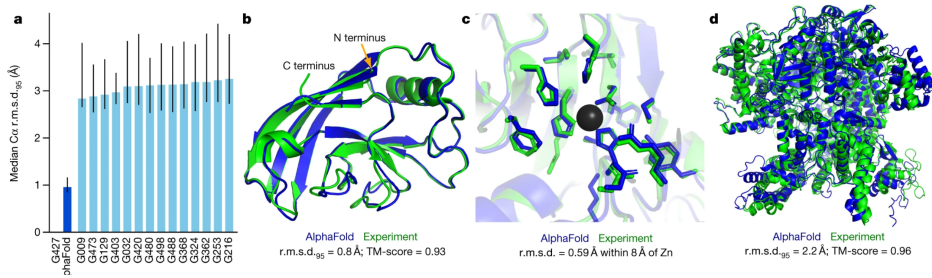 a
b
c
d
Median Cα r.m.s.d.95 (Å)
4
3
2
1
0
G427
AlphaFold
G009
G473
G129
G403
G032
G420
G480
G498
G488
G368
G324
G362
G253
G216
N terminus
C terminus
AlphaFold Experiment
r.m.s.d.95 = 0.8 Å; TM-score = 0.93
AlphaFold Experiment
r.m.s.d. = 0.59 Å within 8 Å of Zn
AlphaFold Experiment
r.m.s.d.95 = 2.2 Å; TM-score = 0.96